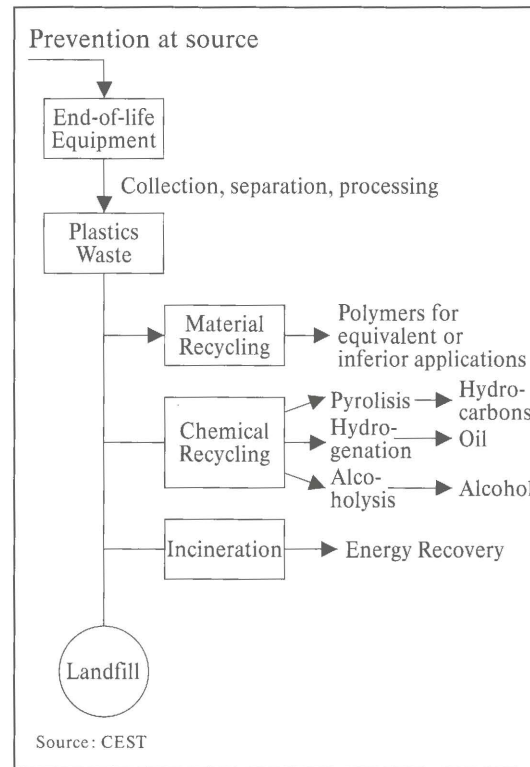 Prevention at source
End-of-life
Equipment
Collection, separation, processing
Plastics
Waste
Material
Recycling
Polymers for
equivalent or
inferior applications
Chemical
Recycling
Pyrolisis
Hydro-
carbons
Hydro-
genation
Oil
Alco-
holysis
Alcohol
Incineration
Energy Recovery
Landfill
Source: CEST